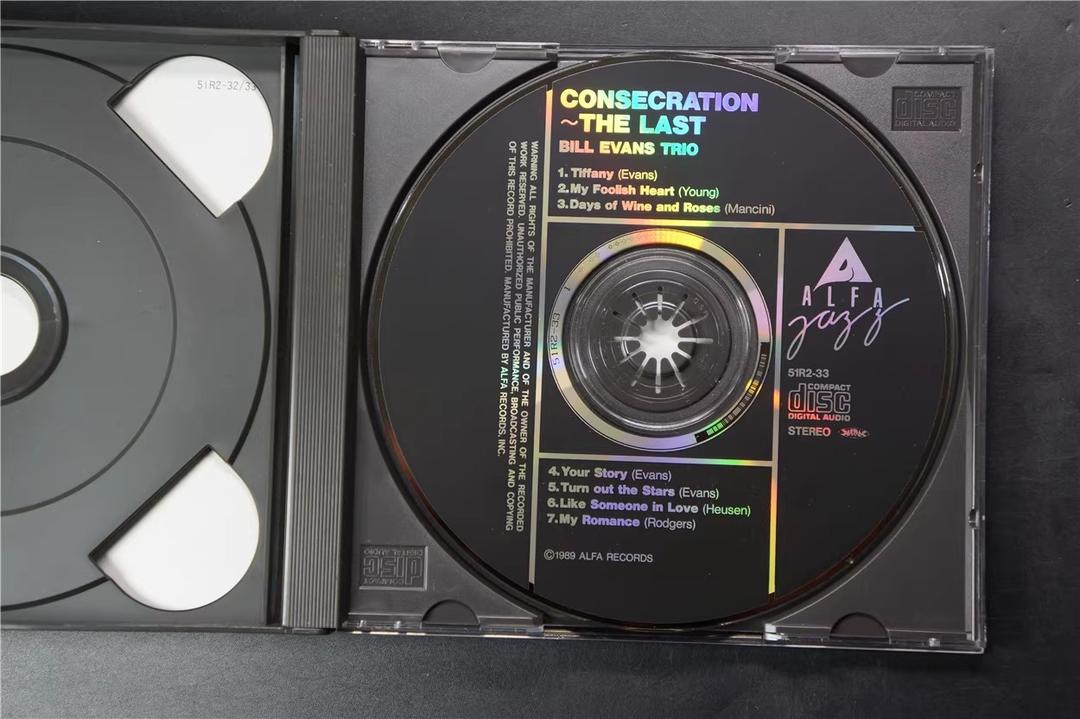 51R2-32/33
CONSECRATION
~THE LAST
BILL EVANS TRIO
1. Tiffany (Evans)
2.My Foolish Heart (Young)
3.Days of Wine and Roses (Mancini)
WARNING. ALL RIGHTS OF THE MANUFACTURER AND OF THE OWNER OF THE RECORDED
WORK RESERVED. UNAUTHORIZED PUBLIC PERFORMANCE, BROADCASTING AND COPYING
OF THIS RECORD PROHIBITED. MANUFACTURED BY ALFA RECORDS, INC.
ALFA
jazz
51R2-33
COMPACT
disc
DIGITAL AUDIO
STEREO
51R2-33
4.Your Story (Evans)
5.Turn out the Stars (Evans)
6.Like Someone in Love (Heusen)
7.My Romance (Rodgers)
©1989 ALFA RECORDS
COMPACT
disc
DIGITAL AUDIO
COMPACT
disc
DIGITAL AUDIO